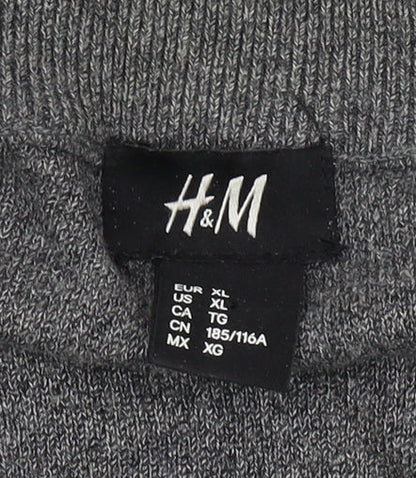 H&M
EUR XL
US XL
CA TG
CN 185/116A
MX XG